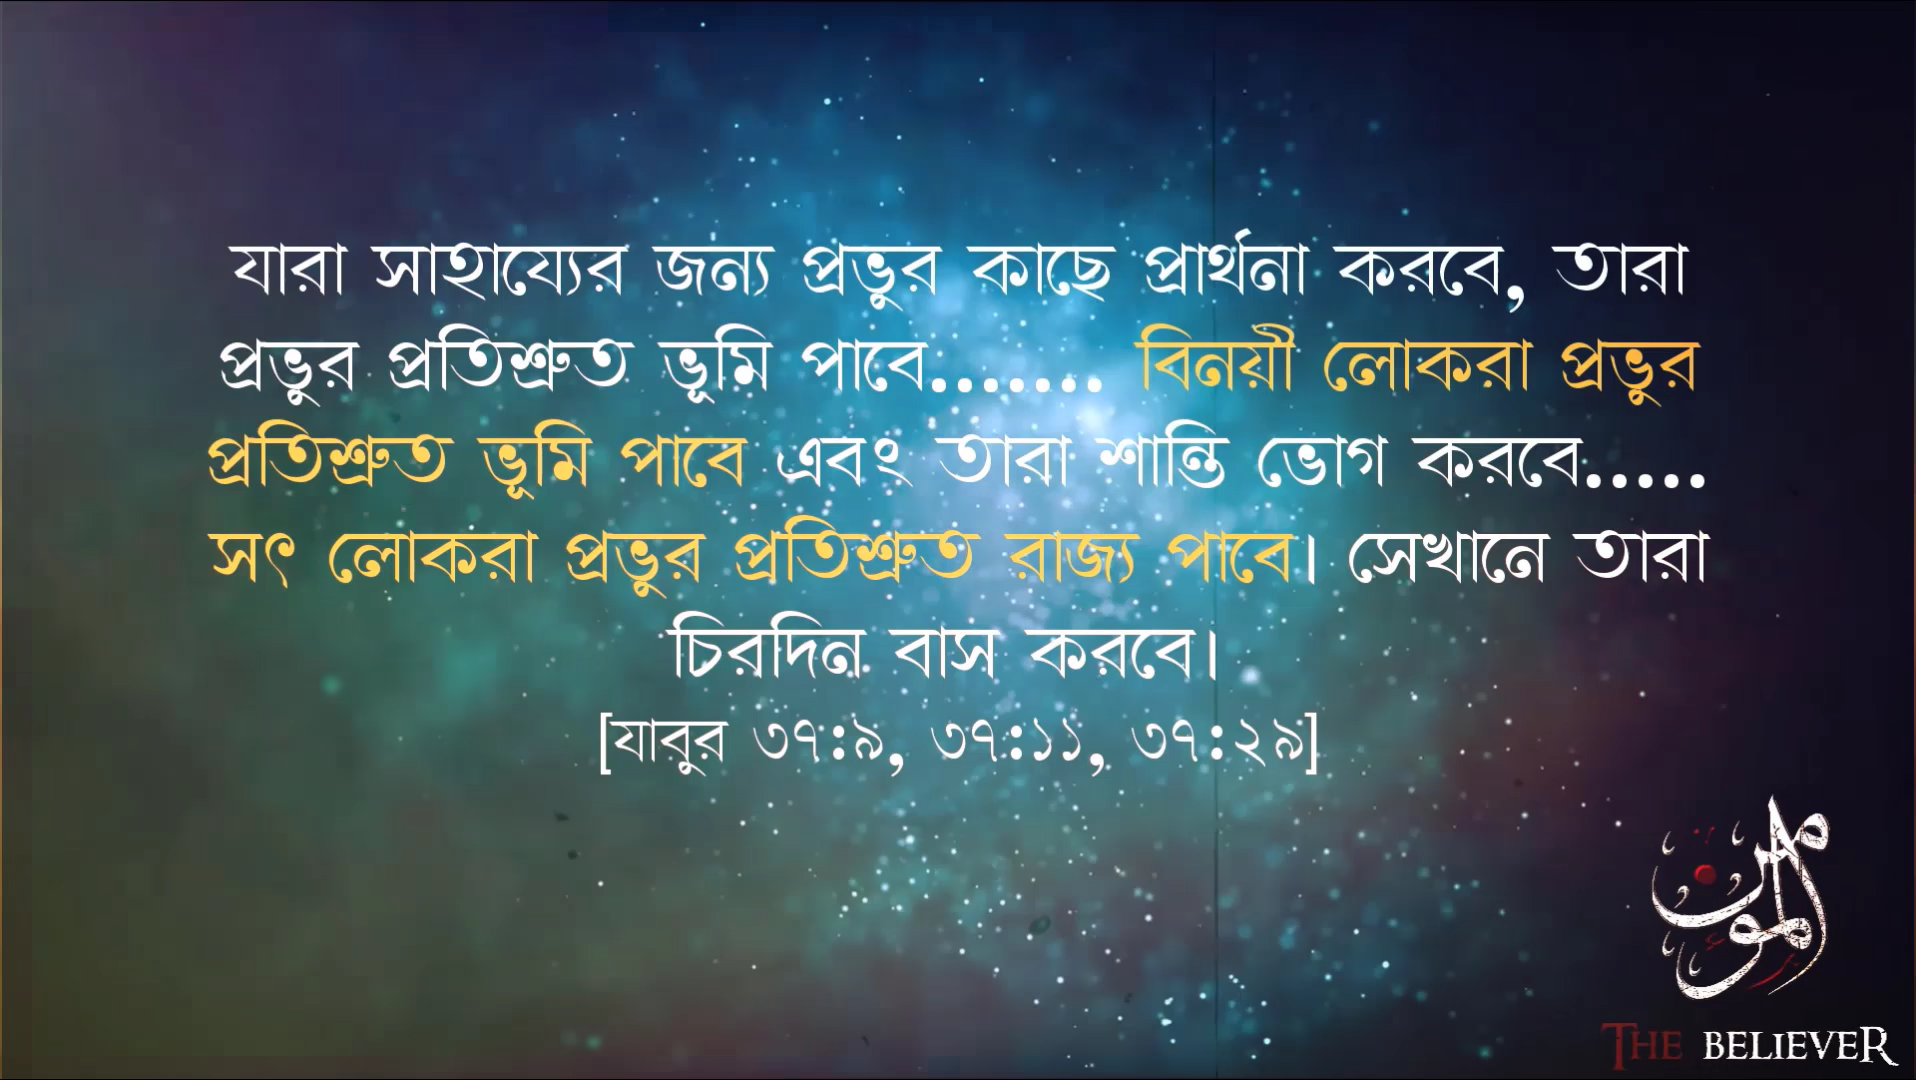 যারা সাহায্যের জন্য প্রভুর কাছে প্রার্থনা করবে, তারা
প্রভুর প্রতিশ্রুত ভূমি পাবে....... বিনয়ী লোকরা প্রভুর
প্রতিশ্রুত ভূমি পাবে এবং তারা শান্তি ভোগ করবে.....
সৎ লোকরা প্রভুর প্রতিশ্রুত রাজ্য পাবে। সেখানে তারা
চিরদিন বাস করবে।
[যাবুর ৩৭:৯, ৩৭:১১, ৩৭:২৯]
المؤمن
THE BELIEVER